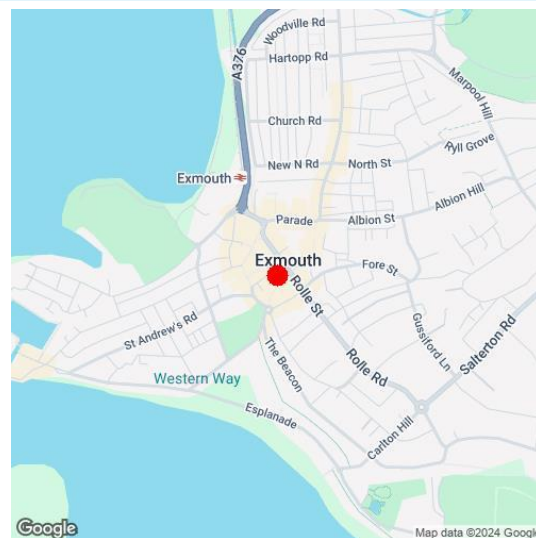 Woodville Rd
A376
Hartopp Rd
Marpool Hill
Church Rd
Ryll Grove
New N Rd
North St
Exmouth
Albion Hill
Parade
Albion St
Exmouth
Fore St
Rolle St
Gussiford Ln
St Andrew's Rd
Salterton Rd
The Beacon
Rolle Rd
Western Way
Esplanade
Carlton Hill
Google
Map data ©2024 Google